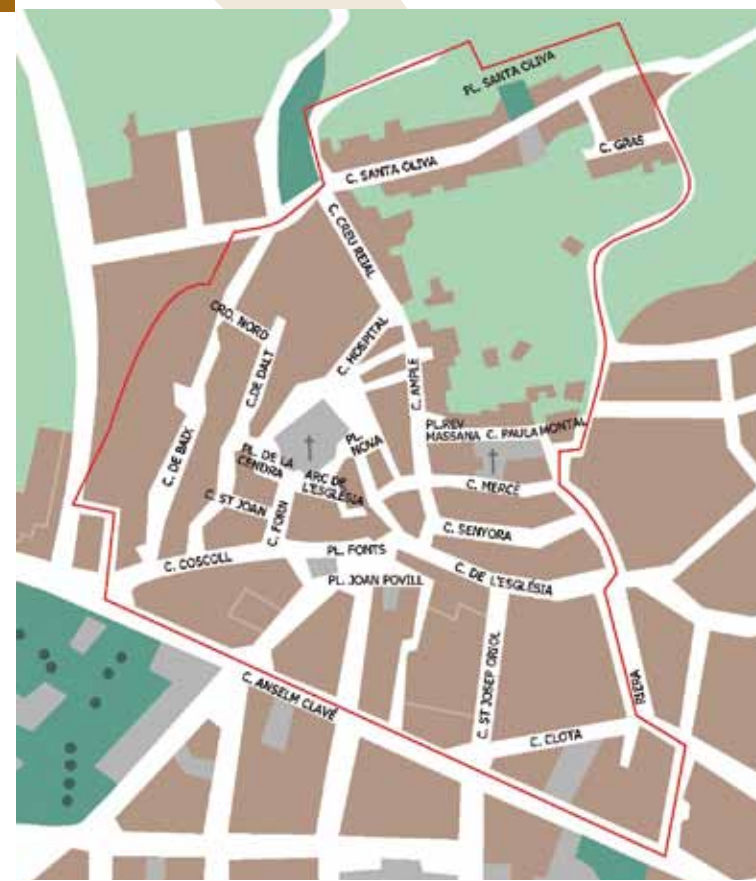 PL. SANTA OLIVA
C. GRAS
C. SANTA OLIVA
C. CREU REIAL
CRO. NORD
C. HOSPITAL
C.DE DALT
C. AMPLE
PL.REV.
MASSANA
C. PAULA MONTAL
PL.
NOVA
PL. DE LA
CENDRA
ARC DE
L'ESGLÉSIA
C. DE BAIX
C. MERCÈ
C. ST JOAN
C. FORN
C. SENYORA
C. COSCOLL
PL. FONTS
C. DE L'ESGLÉSIA
PL. JOAN POVILL
C. ANSELM CLAVÉ
C. ST JOSEP ORIOL
RIERA
C. CLOTA